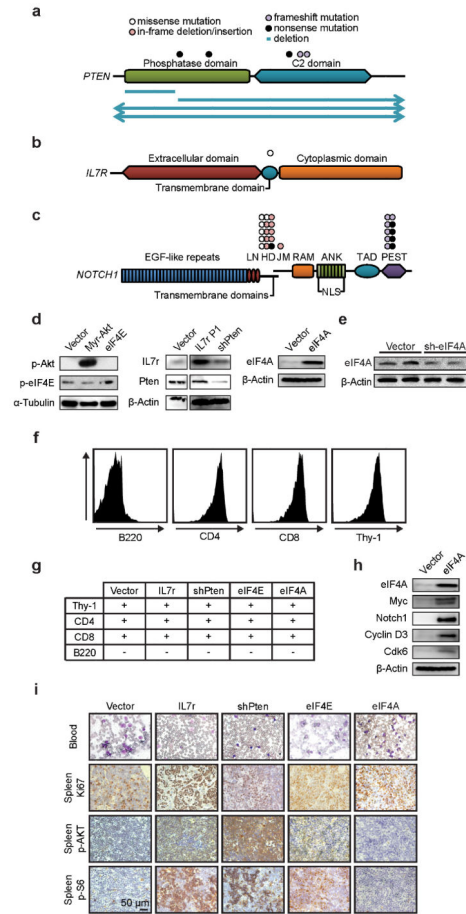 a
missense mutation
in-frame deletion/insertion
frameshift mutation
nonsense mutation
deletion
Phosphatase domain
C2 domain
PTEN
b
Extracellular domain
Cytoplasmic domain
IL7R
Transmembrane domain
c
EGF-like repeats
LN HD JM RAM ANK TAD PEST
NOTCH1
NLS
Transmembrane domains
d
Vector
Myr-Akt
eIF4E
p-Akt
p-eIF4E
α-Tubulin
Vector
IL7r P1
shPten
IL7r
Pten
β-Actin
Vector
eIF4A
eIF4A
β-Actin
e
Vector
sh-eIF4A
eIF4A
β-Actin
f
B220
CD4
CD8
Thy-1
g
Vector IL7r shPten eIF4E eIF4A
Thy-1 + + + + +
CD4 + + + + +
CD8 + + + + +
B220 - - - - -
h
Vector
eIF4A
eIF4A
Myc
Notch1
Cyclin D3
Cdk6
β-Actin
i
Vector IL7r shPten eIF4E eIF4A
Blood
Spleen
Ki67
Spleen
p-AKT
Spleen
p-S6
50 µm